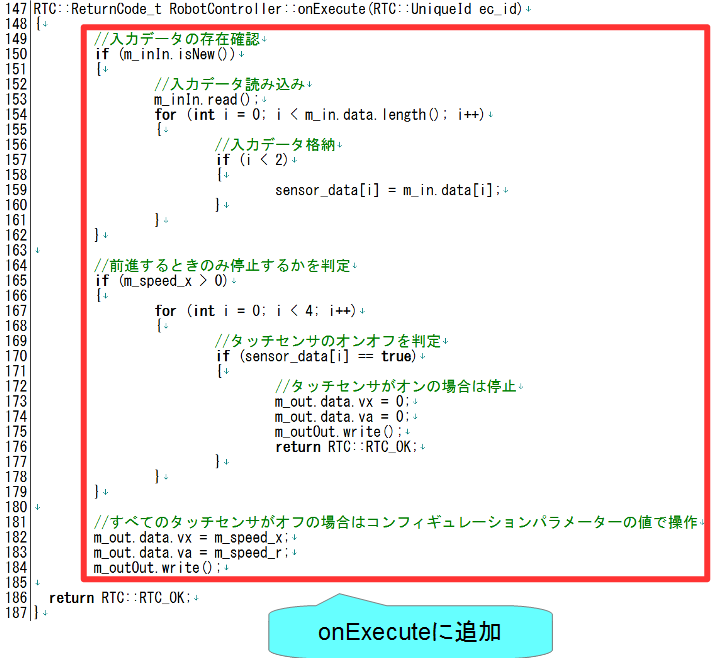 147 RTC::ReturnCode_t RobotController::onExecute(RTC::UniqueId ec_id)↓
148 {↓
149         //入力データの存在確認↓
150         if (m_inIn.isNew())↓
151         {↓
152                 //入力データ読み込み↓
153                 m_inIn.read();↓
154                 for (int i = 0; i < m_in.data.length(); i++)↓
155                 {↓
156                         //入力データ格納↓
157                         if (i < 2)↓
158                         {↓
159                                 sensor_data[i] = m_in.data[i];↓
160                         }↓
161                 }↓
162         }↓
163 ↓
164         //前進するときのみ停止するかを判定↓
165         if (m_speed_x > 0)↓
166         {↓
167                 for (int i = 0; i < 4; i++)↓
168                 {↓
169                         //タッチセンサのオンオフを判定↓
170                         if (sensor_data[i] == true)↓
171                         {↓
172                                 //タッチセンサがオンの場合は停止↓
173                                 m_out.data.vx = 0;↓
174                                 m_out.data.va = 0;↓
175                                 m_outOut.write();↓
176                                 return RTC::RTC_OK;↓
177                         }↓
178                 }↓
179         }↓
180 ↓
181         //すべてのタッチセンサがオフの場合はコンフィギュレーションパラメーターの値で操作↓
182         m_out.data.vx = m_speed_x;↓
183         m_out.data.va = m_speed_r;↓
184         m_outOut.write();↓
185 ↓
186   return RTC::RTC_OK;↓
187 }↓
onExecuteに追加